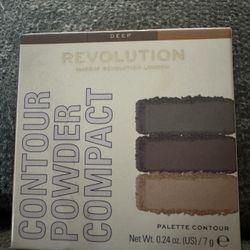 DEEP
REVOLUTION
MAKEUP REVOLUTION LONDON
CONTOUR
POWDER
COMPACT
PALETTE CONTOUR
Net Wt. 0.24 oz. (US) / 7 g e